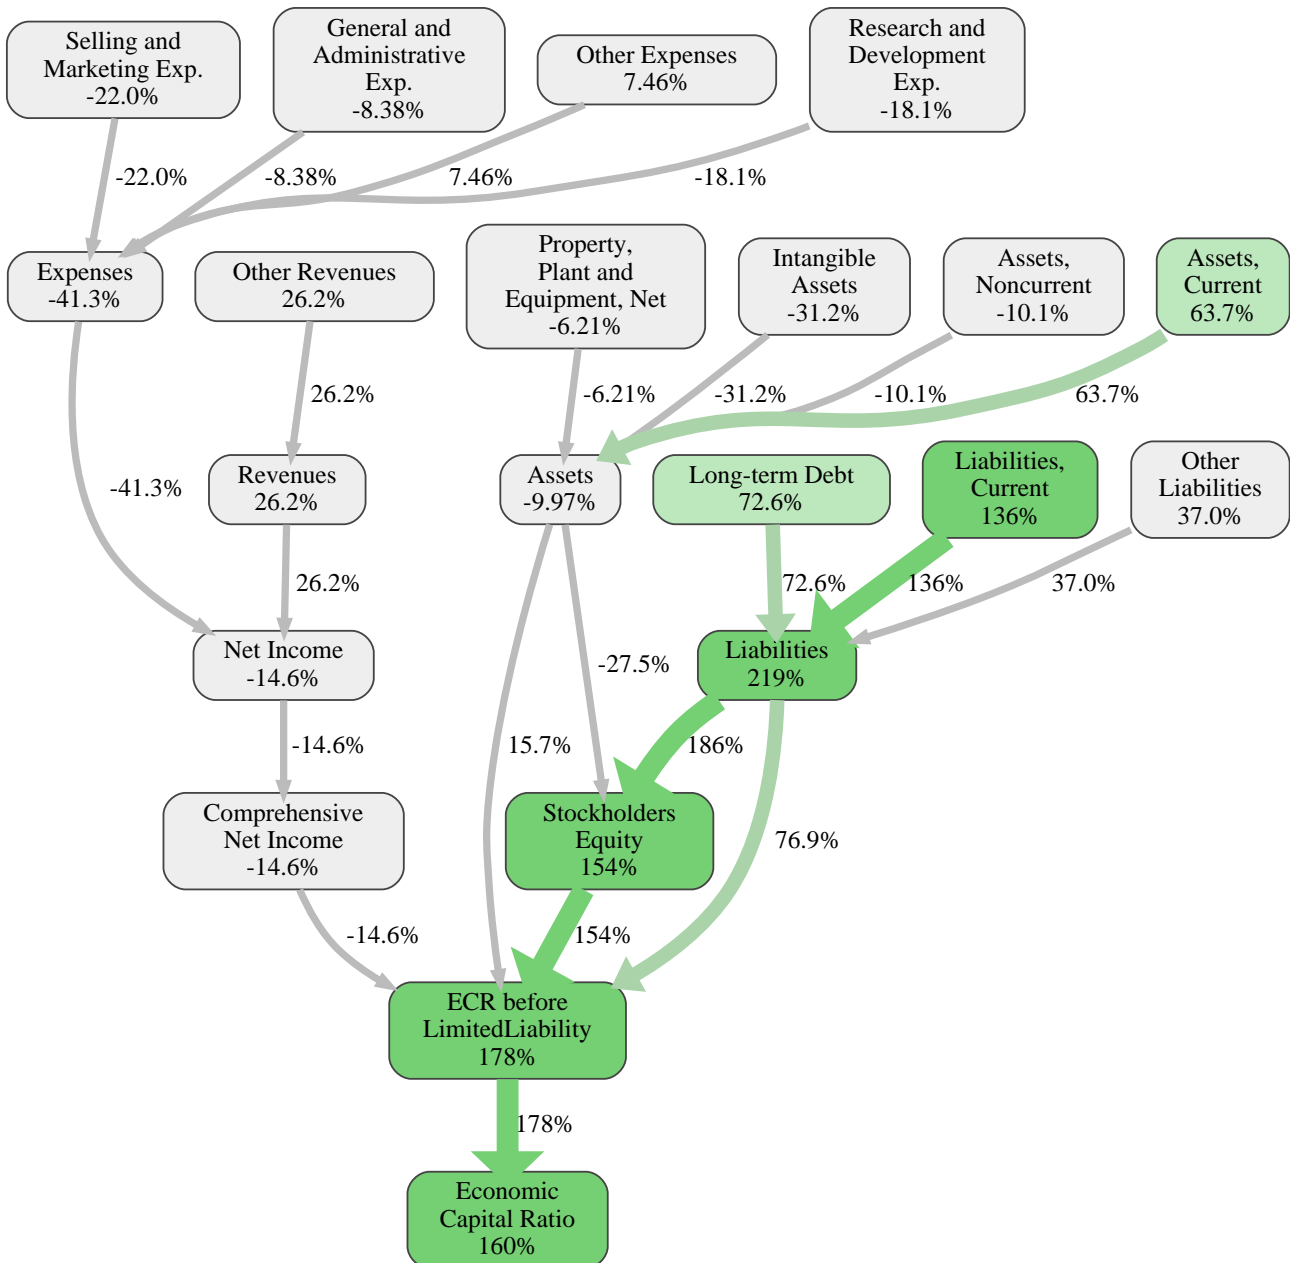 Selling and
Marketing Exp.
-22.0%
General and
Administrative
Exp.
-8.38%
Other Expenses
7.46%
Research and
Development
Exp.
-18.1%
-22.0%
-8.38%
7.46%
-18.1%
Expenses
-41.3%
Other Revenues
26.2%
Property,
Plant and
Equipment, Net
-6.21%
Intangible
Assets
-31.2%
Assets,
Noncurrent
-10.1%
Assets,
Current
63.7%
26.2%
-6.21%
-31.2%
-10.1%
63.7%
-41.3%
Revenues
26.2%
Assets
-9.97%
Long-term Debt
72.6%
Liabilities,
Current
136%
Other
Liabilities
37.0%
26.2%
72.6%
136%
37.0%
Net Income
-14.6%
-27.5%
Liabilities
219%
-14.6%
15.7%
186%
Comprehensive
Net Income
-14.6%
Stockholders
Equity
154%
76.9%
-14.6%
154%
ECR before
LimitedLiability
178%
178%
Economic
Capital Ratio
160%